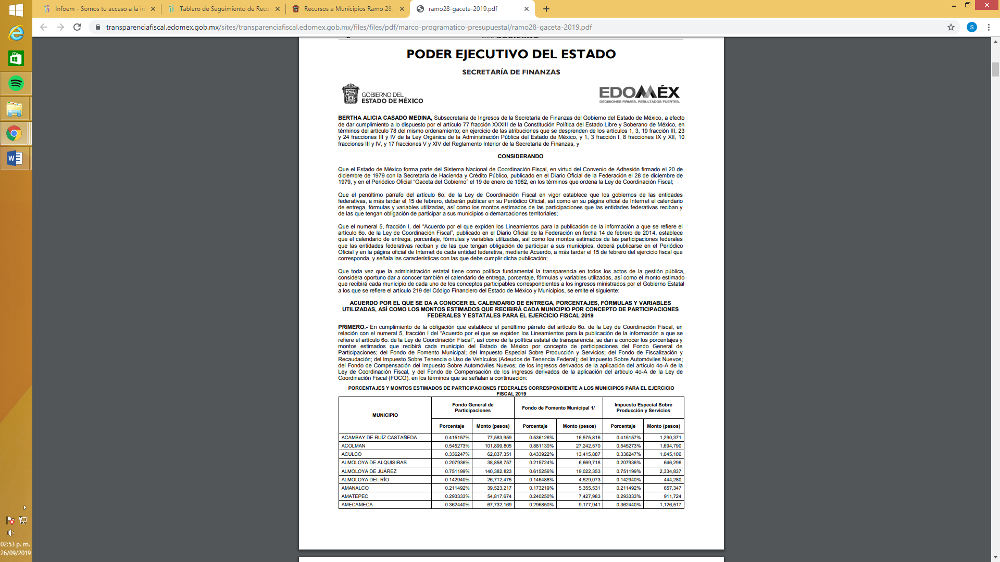 Infoem - Somos tu acceso a la in
Tablero de Seguimiento de Recu
Recursos a Municipios Ramo 28,
ramo28-gaceta-2019.pdf
transparenciafiscal.edomex.gob.mx/sites/transparenciafiscal.edomex.gob.mx/files/files/pdf/marco-programatico-presupuestal/ramo28-gaceta-2019.pdf
S
PODER EJECUTIVO DEL ESTADO
SECRETARÍA DE FINANZAS
GOBIERNO DEL
ESTADO DE MÉXICO
EDOMÉX
DECISIONES FIRMES, RESULTADOS FUERTES.
BERTHA ALICIA CASADO MEDINA, Subsecretaria de Ingresos de la Secretaría de Finanzas del Gobierno del Estado de México, a efecto
de dar cumplimiento a lo dispuesto por el artículo 77 fracción XXXIII de la Constitución Política del Estado Libre y Soberano de México, en
términos del artículo 78 del mismo ordenamiento; en ejercicio de las atribuciones que se desprenden de los artículos 1, 3, 19 fracción III, 23
y 24 fracciones III y IV de la Ley Orgánica de la Administración Pública del Estado de México, y 1, 3 fracción I, 8 fracciones IX y XII, 10
fracciones III y IV, y 17 fracciones V y XIV del Reglamento Interior de la Secretaría de Finanzas, y
CONSIDERANDO
Que el Estado de México forma parte del Sistema Nacional de Coordinación Fiscal, en virtud del Convenio de Adhesión firmado el 20 de
diciembre de 1979 con la Secretaría de Hacienda y Crédito Público, publicado en el Diario Oficial de la Federación el 28 de diciembre de
1979, y en el Periódico Oficial “Gaceta del Gobierno” el 19 de enero de 1982, en los términos que ordena la Ley de Coordinación Fiscal;
Que el penúltimo párrafo del artículo 6o. de la Ley de Coordinación Fiscal en vigor establece que los gobiernos de las entidades
federativas, a más tardar el 15 de febrero, deberán publicar en su Periódico Oficial, así como en su página oficial de Internet el calendario
de entrega, fórmulas y variables utilizadas, así como los montos estimados de las participaciones que las entidades federativas reciban y
de las que tengan obligación de participar a sus municipios o demarcaciones territoriales;
Que el numeral 5, fracción I, del “Acuerdo por el que expiden los Lineamientos para la publicación de la información a que se refiere el
artículo 6o. de la Ley de Coordinación Fiscal”, publicado en el Diario Oficial de la Federación en fecha 14 de febrero de 2014, establece
que el calendario de entrega, porcentaje, fórmulas y variables utilizadas, así como los montos estimados de las participaciones federales
que las entidades federativas reciban y de las que tengan obligación de participar a sus municipios, deberá publicarse en el Periódico
Oficial y en la página oficial de Internet de cada entidad federativa, mediante Acuerdo, a más tardar el 15 de febrero del ejercicio fiscal que
corresponda, y señala las características con las que debe cumplir dicha publicación;
Que toda vez que la administración estatal tiene como política fundamental la transparencia en todos los actos de la gestión pública,
considera oportuno dar a conocer también el calendario de entrega, porcentaje, fórmulas y variables utilizadas, así como el monto estimado
que recibirá cada municipio de cada uno de los conceptos participables correspondientes a los ingresos ministrados por el Gobierno Estatal
a los que se refiere el artículo 219 del Código Financiero del Estado de México y Municipios, se emite el siguiente:
ACUERDO POR EL QUE SE DA A CONOCER EL CALENDARIO DE ENTREGA, PORCENTAJES, FÓRMULAS Y VARIABLES
UTILIZADAS, ASÍ COMO LOS MONTOS ESTIMADOS QUE RECIBIRÁ CADA MUNICIPIO POR CONCEPTO DE PARTICIPACIONES
FEDERALES Y ESTATALES PARA EL EJERCICIO FISCAL 2019
PRIMERO.- En cumplimiento de la obligación que establece el penúltimo párrafo del artículo 6o. de la Ley de Coordinación Fiscal, en
relación con el numeral 5, fracción I del “Acuerdo por el que se expiden los Lineamientos para la publicación de la información a que se
refiere el artículo 6o. de la Ley de Coordinación Fiscal”, así como de la política estatal de transparencia, se dan a conocer los porcentajes y
montos estimados que recibirá cada municipio del Estado de México por concepto de participaciones del Fondo General de
Participaciones; del Fondo de Fomento Municipal; del Impuesto Especial Sobre Producción y Servicios; del Fondo de Fiscalización y
Recaudación; del Impuesto Sobre Tenencia o Uso de Vehículos (Adeudos de Tenencia Federal); del Impuesto Sobre Automóviles Nuevos;
del Fondo de Compensación del Impuesto Sobre Automóviles Nuevos; de los ingresos derivados de la aplicación del artículo 4o-A de la
Ley de Coordinación Fiscal, y del Fondo de Compensación de los ingresos derivados de la aplicación del artículo 4o-A de la Ley de
Coordinación Fiscal (FOCO), en los términos que se señalan a continuación:
PORCENTAJES Y MONTOS ESTIMADOS DE PARTICIPACIONES FEDERALES CORRESPONDIENTE A LOS MUNICIPIOS PARA EL EJERCICIO
FISCAL 2019
MUNICIPIO Fondo General de Participaciones Fondo de Fomento Municipal 1/ Impuesto Especial Sobre Producción y Servicios
Porcentaje Monto (pesos) Porcentaje Monto (pesos) Porcentaje Monto (pesos)
ACAMBAY DE RUÍZ CASTAÑEDA 0.415157% 77,583,959 0.536126% 16,575,816 0.415157% 1,290,371
ACOLMAN 0.545273% 101,899,805 0.881130% 27,242,570 0.545273% 1,694,790
ACULCO 0.336247% 62,837,351 0.433922% 13,415,887 0.336247% 1,045,106
ALMOLOYA DE ALQUISIRAS 0.207936% 38,858,757 0.215724% 6,669,718 0.207936% 646,296
ALMOLOYA DE JUÁREZ 0.751199% 140,382,823 0.615256% 19,022,353 0.751199% 2,334,837
ALMOLOYA DEL RÍO 0.142940% 26,712,475 0.146488% 4,529,073 0.142940% 444,280
AMANALCO 0.211492% 39,523,217 0.173219% 5,355,531 0.211492% 657,347
AMATEPEC 0.293333% 54,817,674 0.240250% 7,427,983 0.293333% 911,724
AMECAMECA 0.362440% 67,732,169 0.296850% 9,177,941 0.362440% 1,126,517
02:53 p. m.
26/09/2019